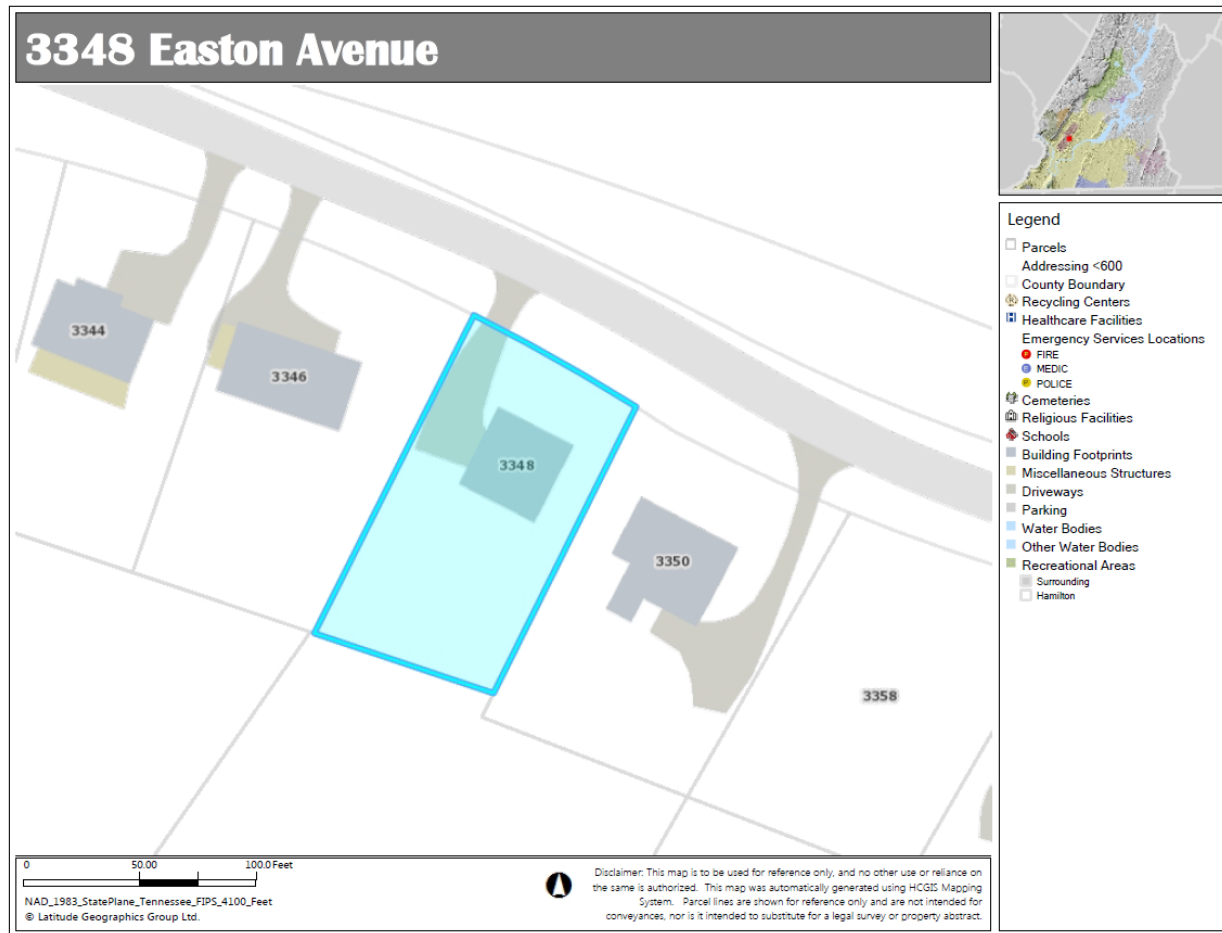 3348 Easton Avenue
3344
3346
3348
3350
3358
Legend
Parcels
Addressing <600
County Boundary
Recycling Centers
Healthcare Facilities
Emergency Services Locations
FIRE
MEDIC
POLICE
Cemeteries
Religious Facilities
Schools
Building Footprints
Miscellaneous Structures
Driveways
Parking
Water Bodies
Other Water Bodies
Recreational Areas
Surrounding
Hamilton
0 50.00 100.0 Feet
NAD_1983_StatePlane_Tennessee_FIPS_4100_Feet
© Latitude Geographics Group Ltd.
Disclaimer: This map is to be used for reference only, and no other use or reliance on
the same is authorized. This map was automatically generated using HCGIS Mapping
System. Parcel lines are shown for reference only and are not intended for
conveyances, nor is it intended to substitute for a legal survey or property abstract.